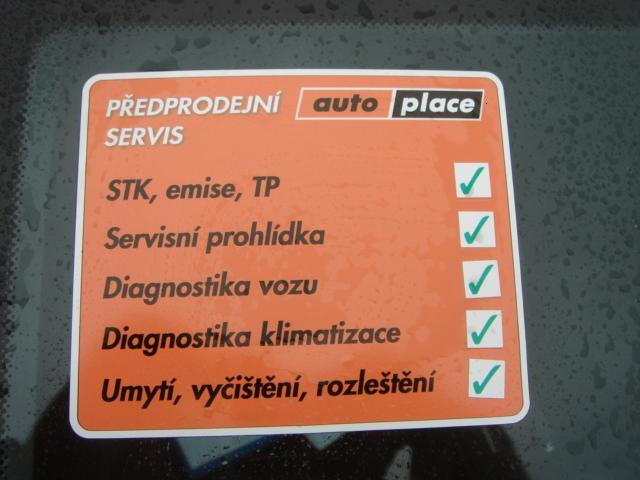 PŘEDPRODEJNÍ
SERVIS
auto place
STK, emise, TP
Servisní prohlídka
Diagnostika vozu
Diagnostika klimatizace
Umytí, vyčištění, rozleštění